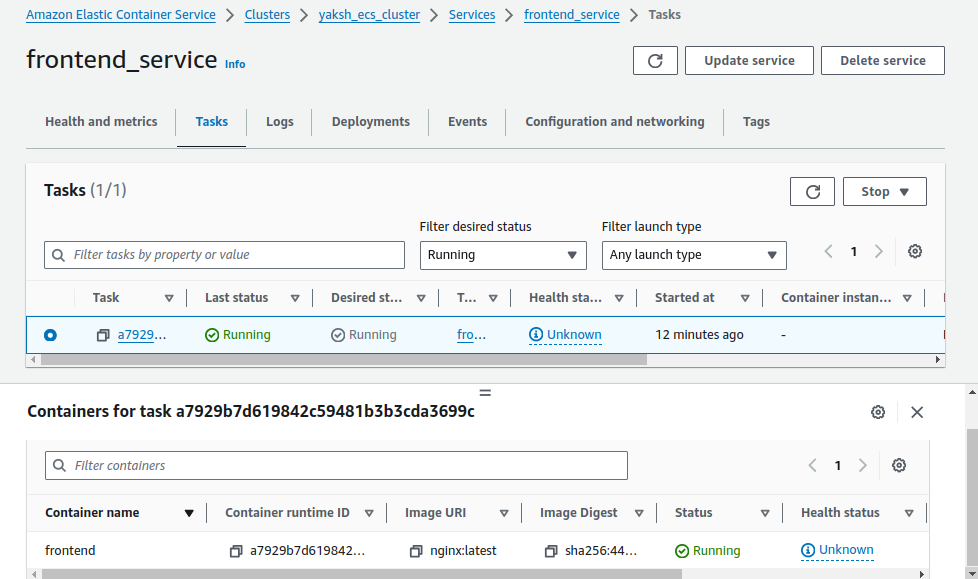 Amazon Elastic Container Service > Clusters > yaksh_ecs_cluster > Services > frontend_service > Tasks
frontend_service Info
Update service
Delete service
Health and metrics
Tasks
Logs
Deployments
Events
Configuration and networking
Tags
Tasks (1/1)
Stop
Filter desired status
Filter launch type
Filter tasks by property or value
Running
Any launch type
1
Task
Last status
Desired st...
T...
Health sta...
Started at
Container instan...
a7929...
Running
Running
fro...
Unknown
12 minutes ago
-
Containers for task a7929b7d619842c59481b3b3cda3699c
Filter containers
1
Container name
Container runtime ID
Image URI
Image Digest
Status
Health status
frontend
a7929b7d619842...
nginx:latest
sha256:44...
Running
Unknown